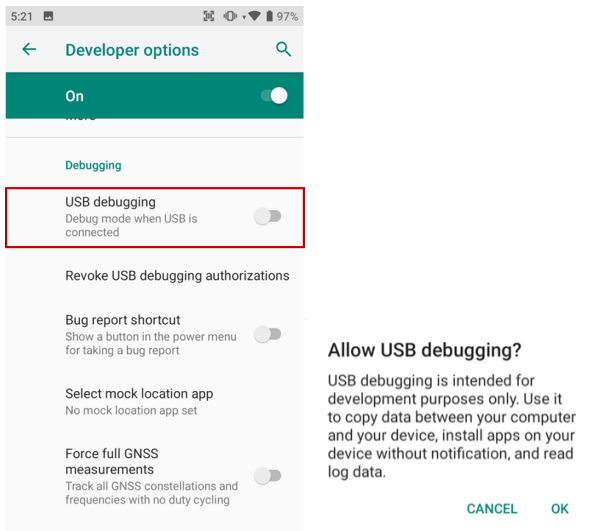 5:21 97%
Developer options
On
More
Debugging
USB debugging
Debug mode when USB is
connected
Revoke USB debugging authorizations
Bug report shortcut
Show a button in the power menu
for taking a bug report
Select mock location app
No mock location app set
Force full GNSS
measurements
Track all GNSS constellations and
frequencies with no duty cycling
Allow USB debugging?
USB debugging is intended for
development purposes only. Use it
to copy data between your computer
and your device, install apps on your
device without notification, and read
log data.
CANCEL OK